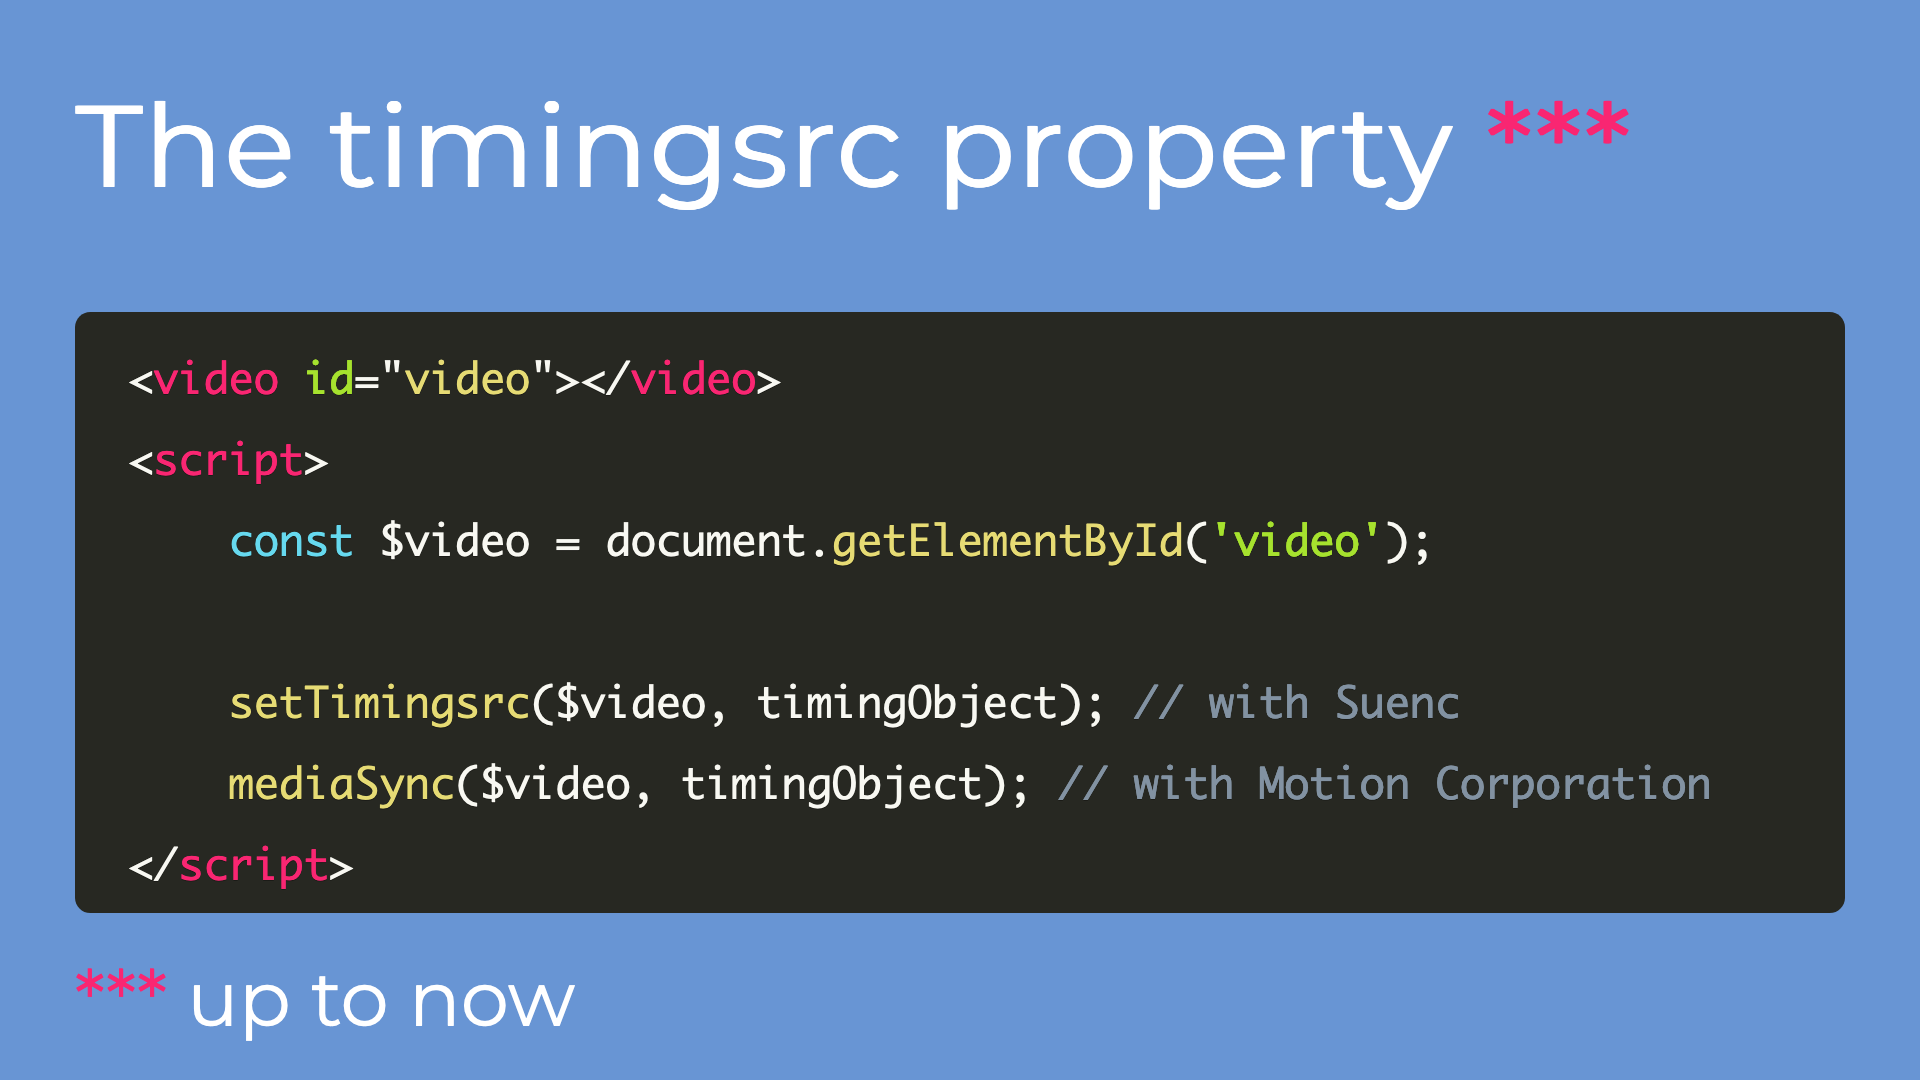 The timingsrc property ***
<video id="video"></video>
<script>
    const $video = document.getElementById('video');
    setTimingsrc($video, timingObject); // with Suenc
    mediaSync($video, timingObject); // with Motion Corporation
</script>
*** up to now